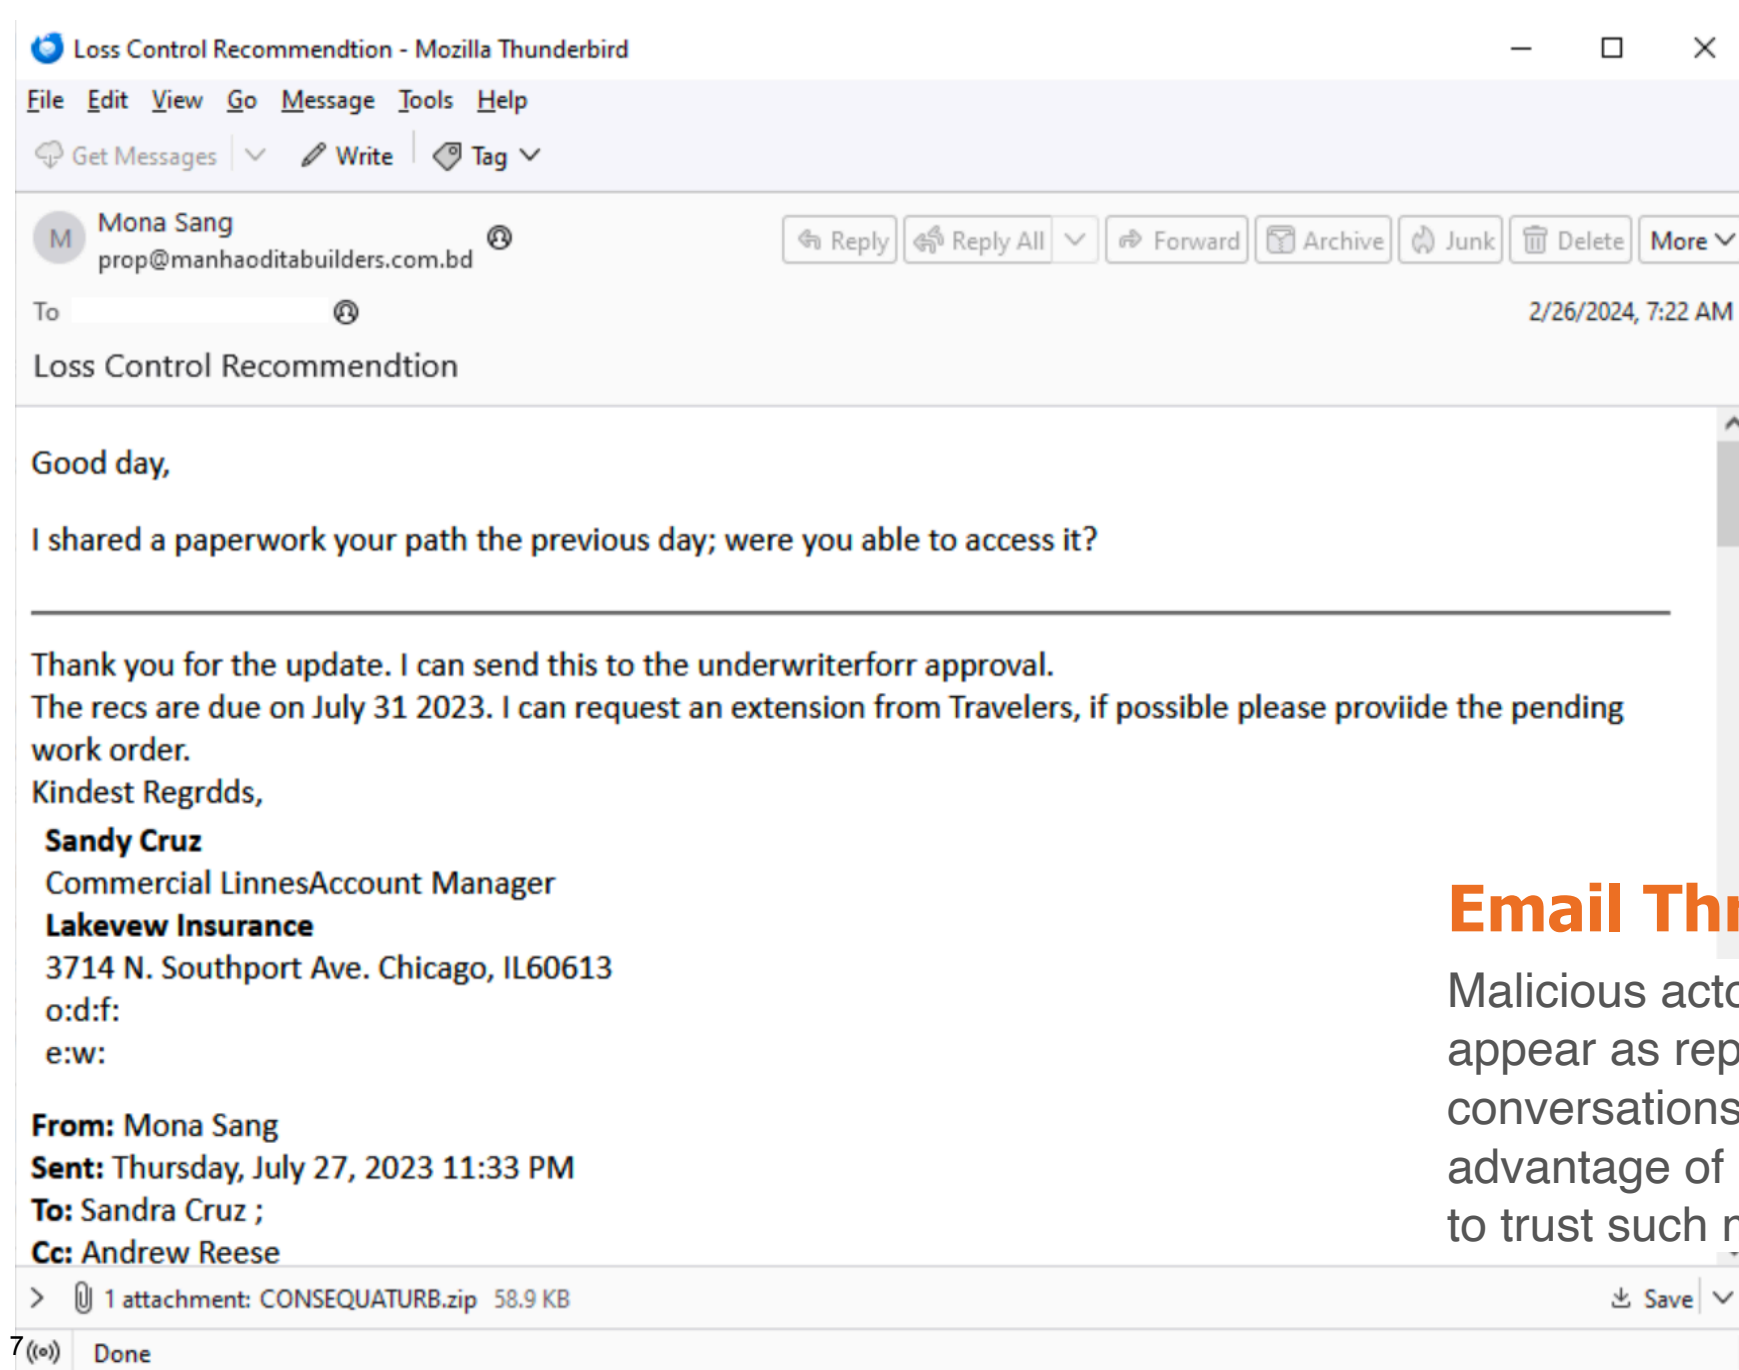 Loss Control Recommendtion - Mozilla Thunderbird
File Edit View Go Message Tools Help
Get Messages Write Tag
M
Mona Sang
prop@manhaoditabuilders.com.bd
Reply Reply All Forward Archive Junk Delete More
To
2/26/2024, 7:22 AM
Loss Control Recommendtion
Good day,
I shared a paperwork your path the previous day; were you able to access it?
Thank you for the update. I can send this to the underwriterforr approval.
The recs are due on July 31 2023. I can request an extension from Travelers, if possible please proviide the pending
work order.
Kindest Regrdds,
Sandy Cruz
Commercial LinnesAccount Manager
Lakevew Insurance
3714 N. Southport Ave. Chicago, IL60613
o:d:f:
e:w:
From: Mona Sang
Sent: Thursday, July 27, 2023 11:33 PM
To: Sandra Cruz ;
Cc: Andrew Reese
Email
Malicious
appear as
conversations
advantage of
to trust such
1 attachment: CONSEQUATURB.zip 58.9 KB
Save
7
Done